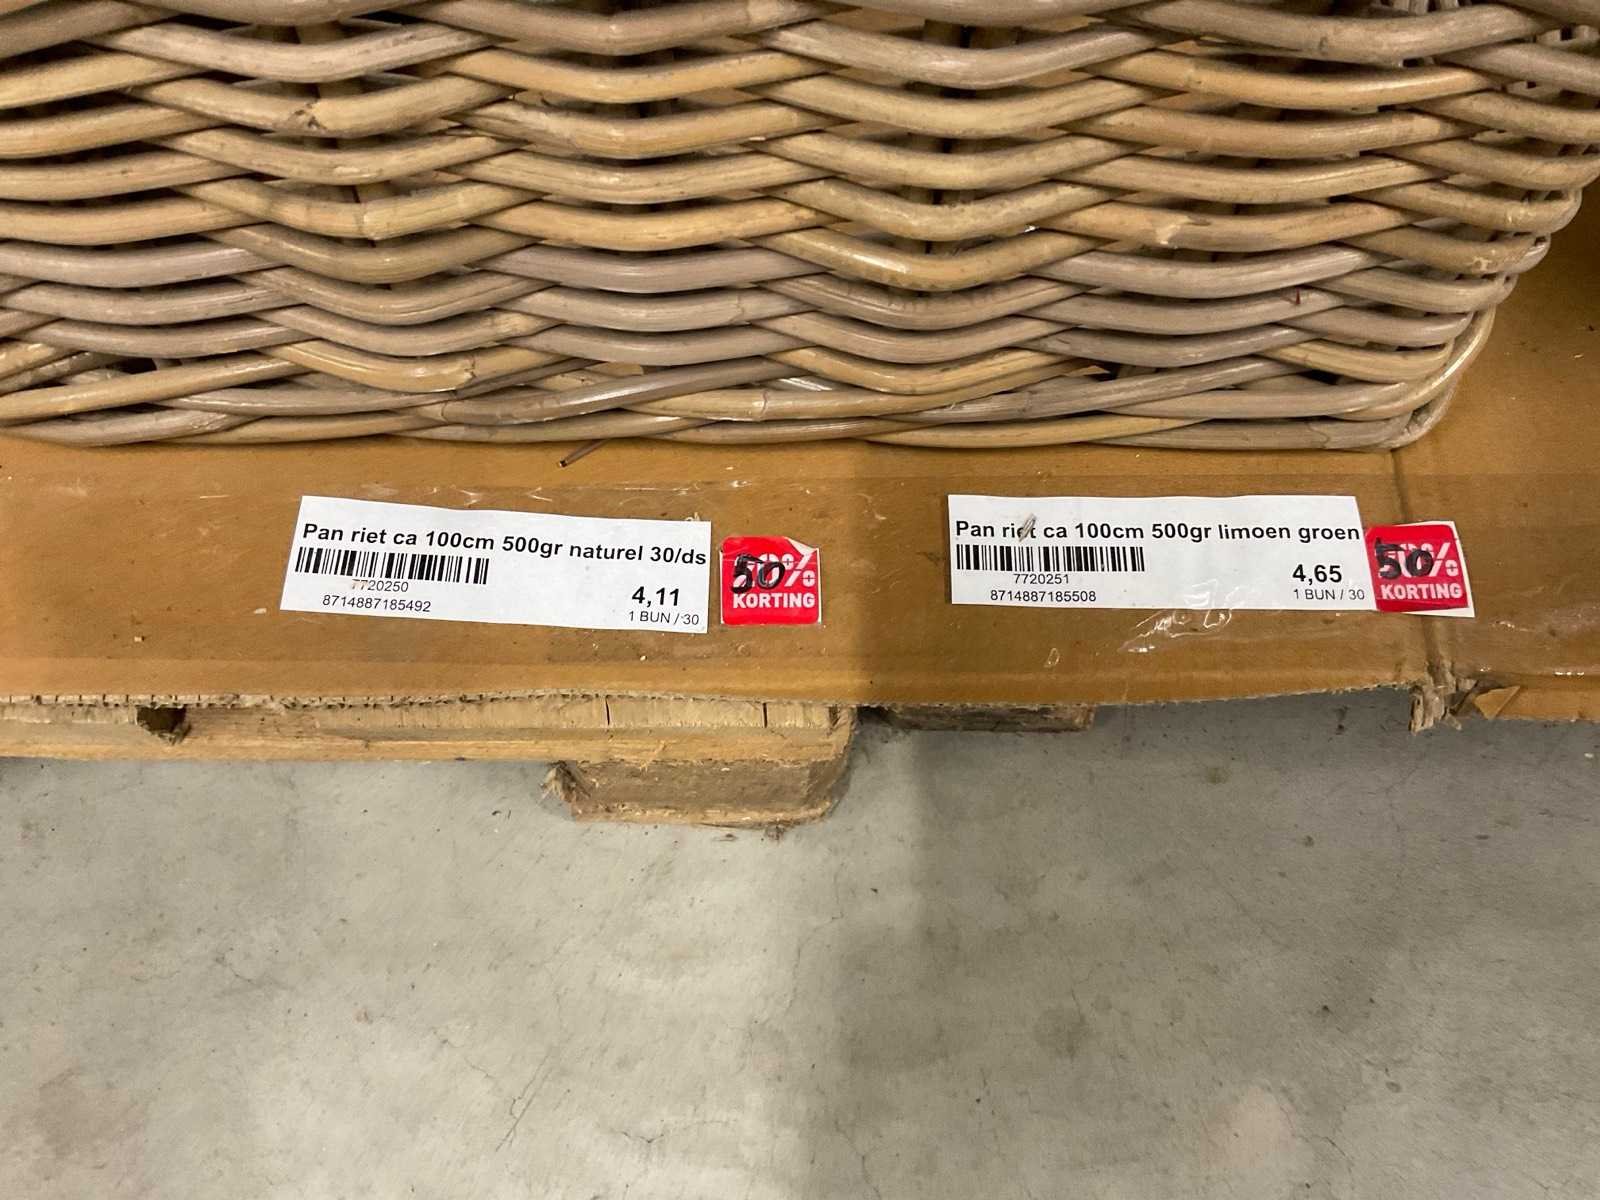 Pan riet ca 100cm 500gr naturel 30/ds
7720250
8714887185492
4,11
1 BUN / 30
50%
KORTING
Pan riet ca 100cm 500gr limoen groen
7720251
8714887185508
4,65
1 BUN / 30
50%
KORTING